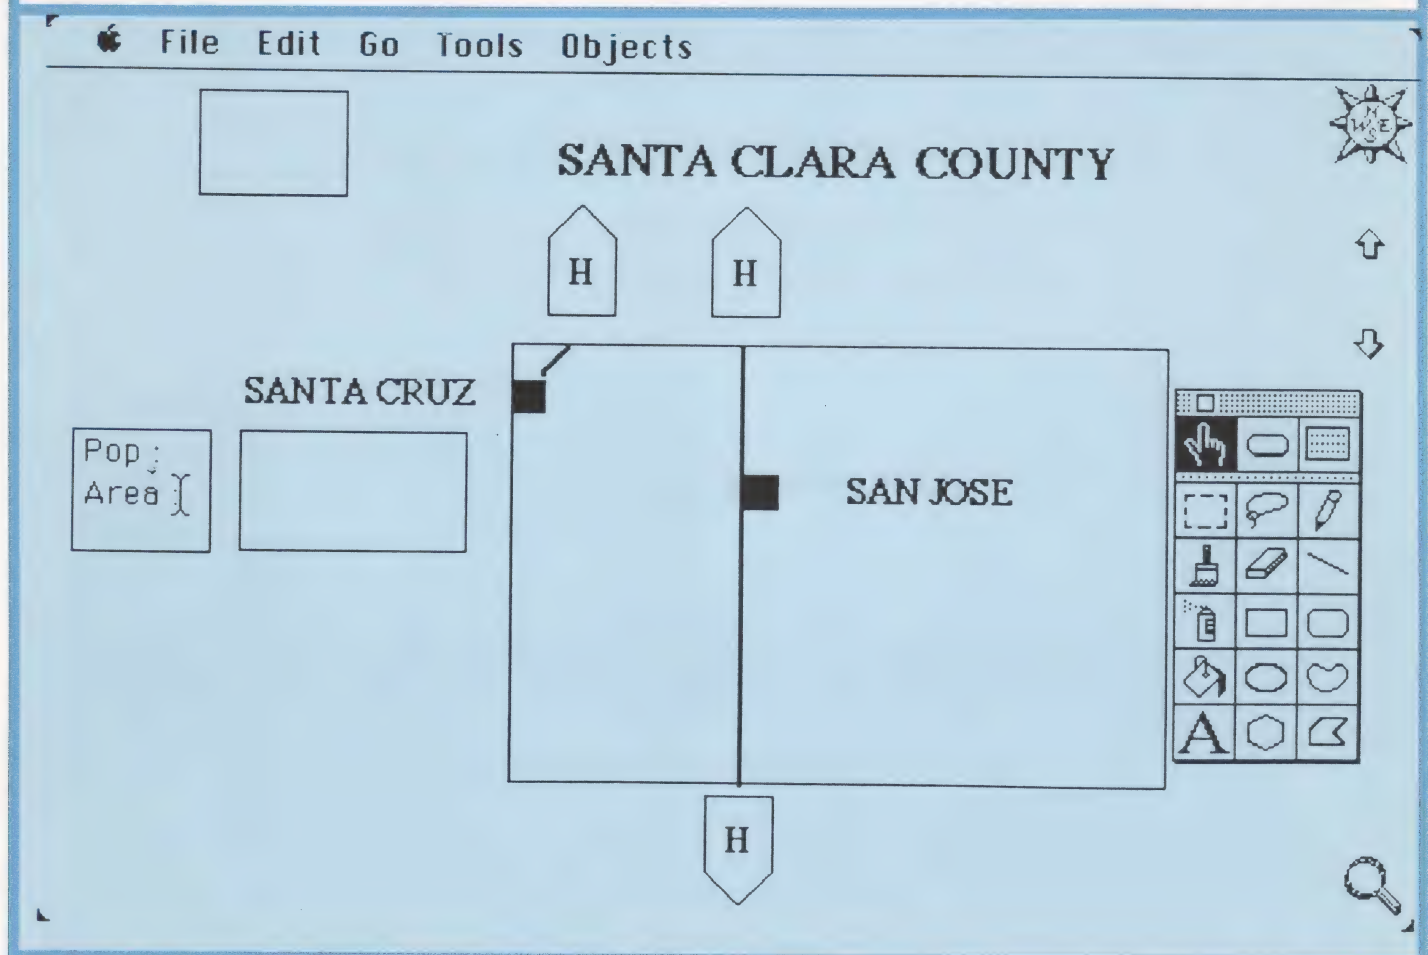 File Edit Go Tools Objects
N
W E
S
SANTA CLARA COUNTY
H H
SANTA CRUZ
Pop:
Area:
SAN JOSE
A
H